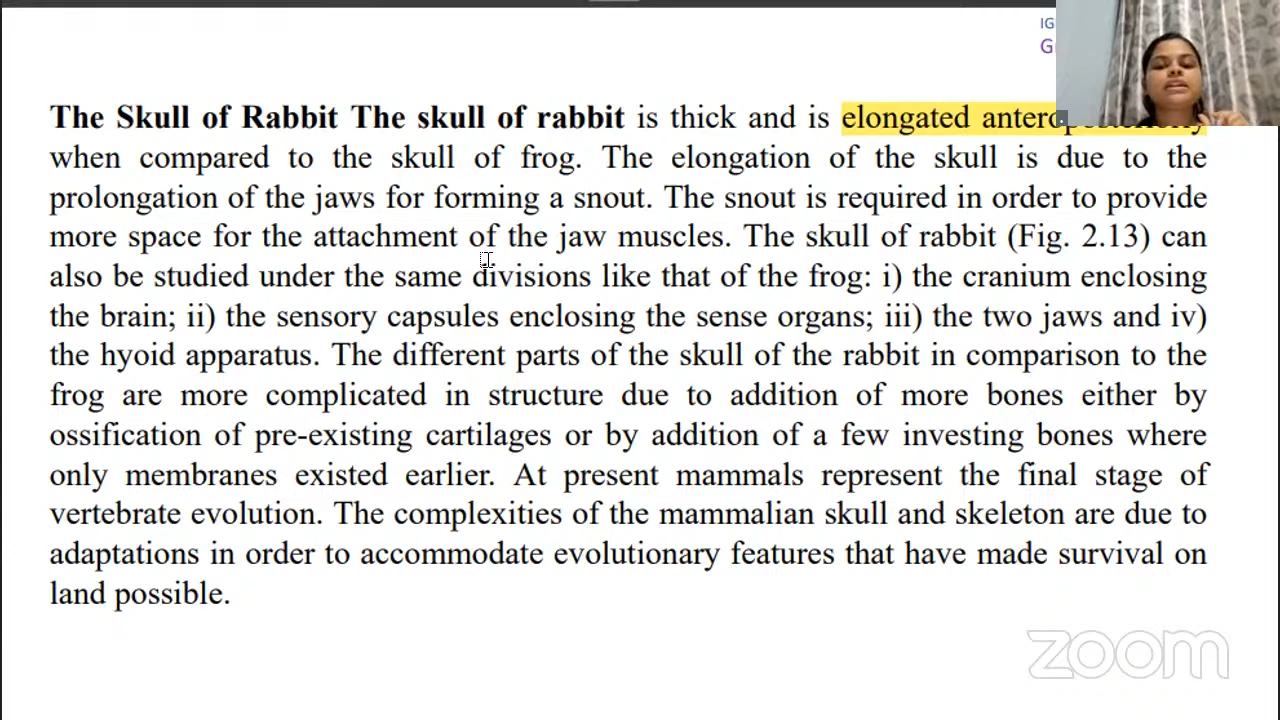 IG
G
The Skull of Rabbit The skull of rabbit is thick and is elongated anteroposteriorly
when compared to the skull of frog. The elongation of the skull is due to the
prolongation of the jaws for forming a snout. The snout is required in order to provide
more space for the attachment of the jaw muscles. The skull of rabbit (Fig. 2.13) can
also be studied under the same divisions like that of the frog: i) the cranium enclosing
the brain; ii) the sensory capsules enclosing the sense organs; iii) the two jaws and iv)
the hyoid apparatus. The different parts of the skull of the rabbit in comparison to the
frog are more complicated in structure due to addition of more bones either by
ossification of pre-existing cartilages or by addition of a few investing bones where
only membranes existed earlier. At present mammals represent the final stage of
vertebrate evolution. The complexities of the mammalian skull and skeleton are due to
adaptations in order to accommodate evolutionary features that have made survival on
land possible.
zoom